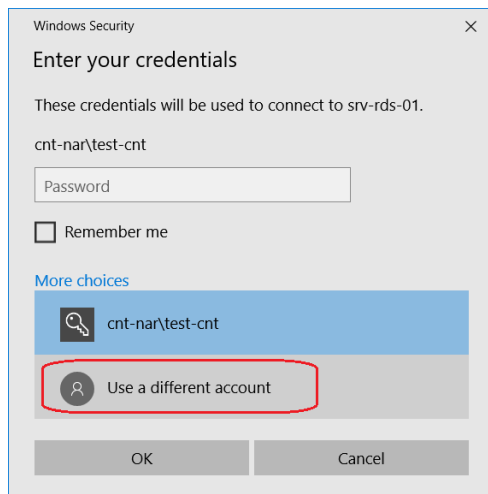 Windows Security
Enter your credentials
These credentials will be used to connect to srv-rds-01.
cnt-nar\test-cnt
Password
Remember me
More choices
cnt-nar\test-cnt
Use a different account
OK
Cancel